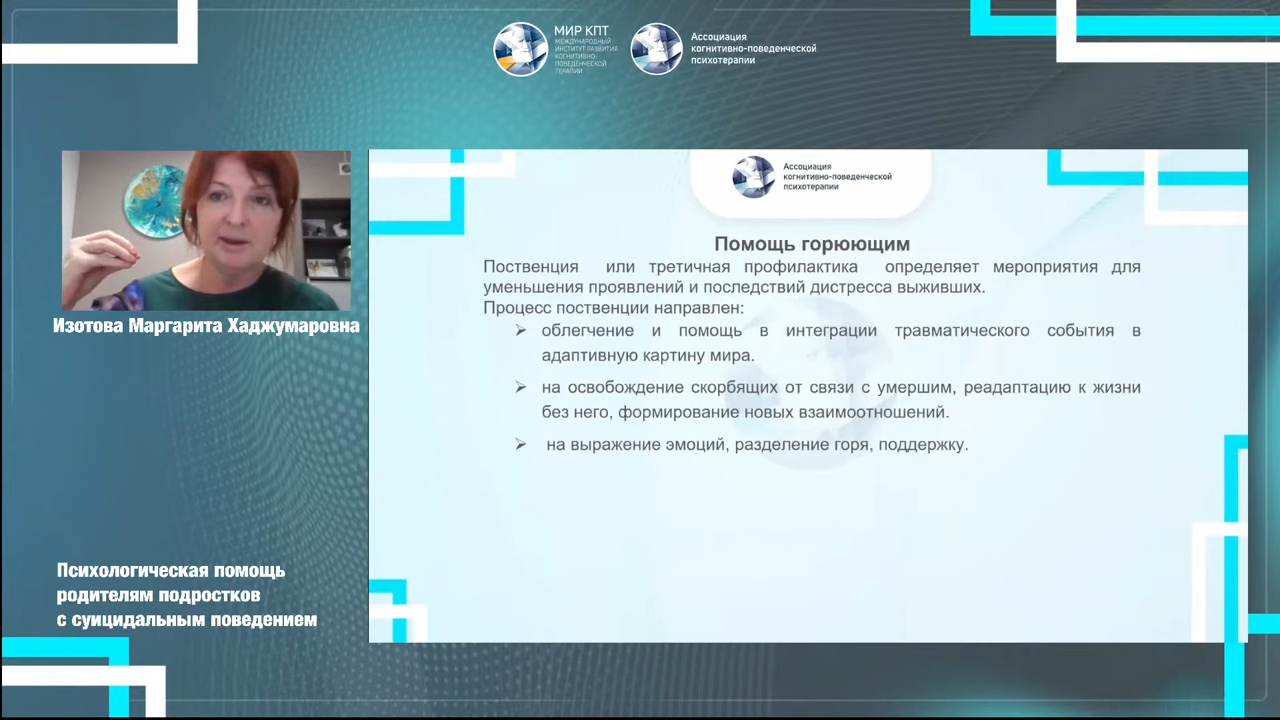 МИР КПТ
МЕЖДУНАРОДНЫЙ
ИНСТИТУТ РАЗВИТИЯ
КОГНИТИВНО-
ПОВЕДЕНЧЕСКОЙ
ТЕРАПИИ
Ассоциация
когнитивно-поведенческой
психотерапии
Ассоциация
когнитивно-поведенческой
психотерапии
Помощь горюющим
Поственция или третичная профилактика определяет мероприятия для
уменьшения проявлений и последствий дистресса выживших.
Процесс поственции направлен:
➢ облегчение и помощь в интеграции травматического события в
адаптивную картину мира.
➢ на освобождение скорбящих от связи с умершим, реадаптацию к жизни
без него, формирование новых взаимоотношений.
➢ на выражение эмоций, разделение горя, поддержку.
Изотова Маргарита Хаджумаровна
Психологическая помощь
родителям подростков
с суицидальным поведением